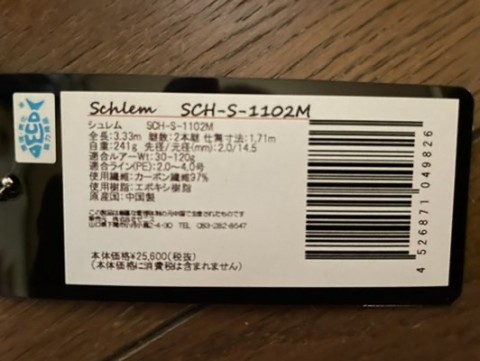 Schlem SCH-S-1102M
シュレム SCH-S-1102M
全長:3.33m 継数:2本継 仕舞寸法:1.71m
自重:241g 先径/元径(mm):2.0/14.5
適合ルアーWt:30-120g
適合ライン(PE):2.0〜4.0号
使用繊維:カーボン繊維97%
使用樹脂:エポキシ樹脂
原産国:中国製
TEL 083-282-8547
本体価格¥25,600(税抜)
(本体価格に消費税は含まれません)
4 526871 049826